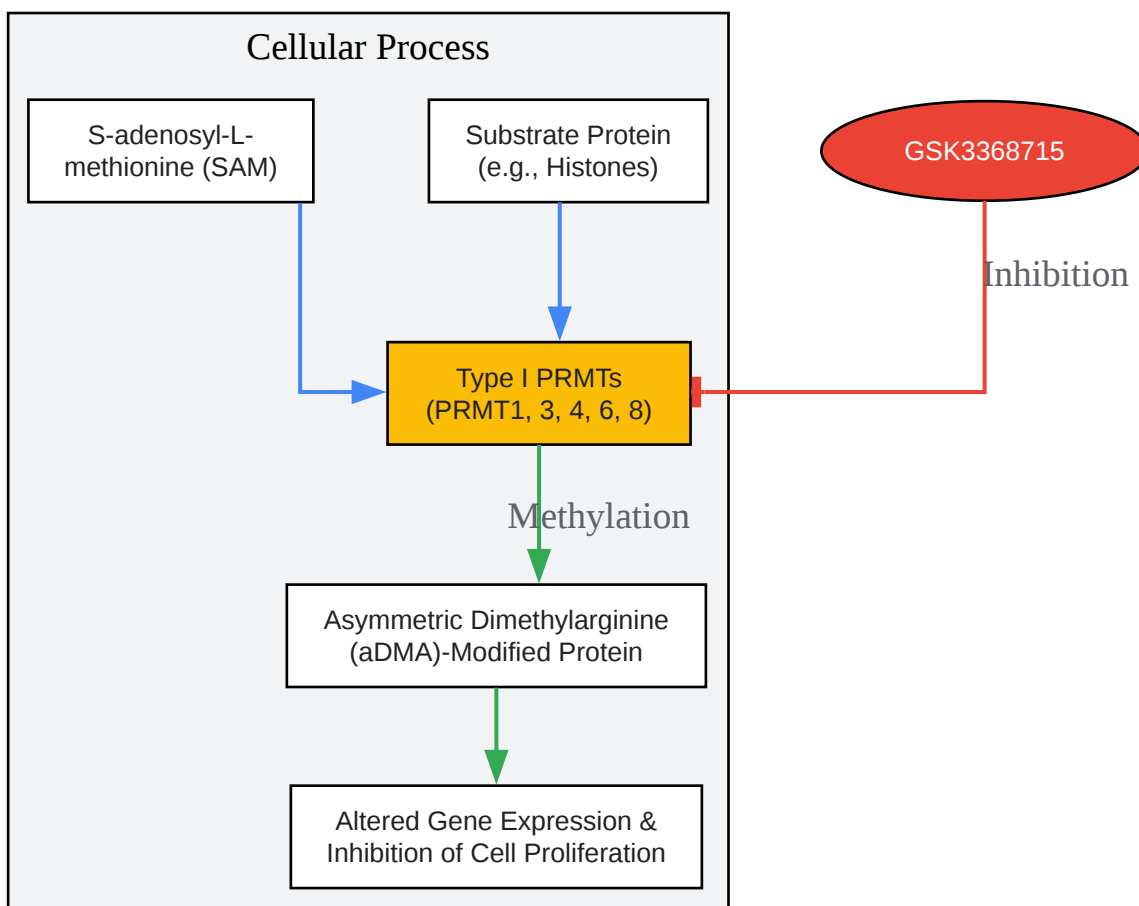 Cellular Process
S-adenosyl-L-
methionine (SAM)
Substrate Protein
(e.g., Histones)
GSK3368715
Inhibition
Type I PRMTs
(PRMT1, 3, 4, 6, 8)
Methylation
Asymmetric Dimethylarginine
(aDMA)-Modified Protein
Altered Gene Expression &
Inhibition of Cell Proliferation